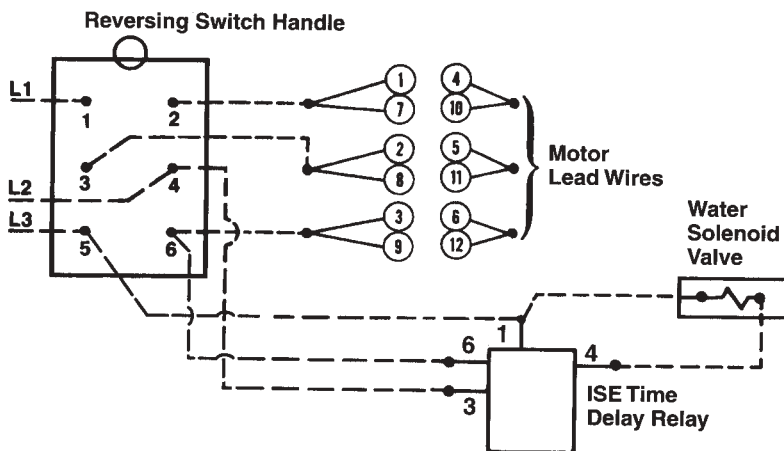 Reversing Switch Handle
L1
1
2
3
4
L2
L3
5
6
1
7
2
8
3
9
4
10
5
11
6
12
Motor
Lead Wires
Water
Solenoid
Valve
1
6
3
4
ISE Time
Delay Relay